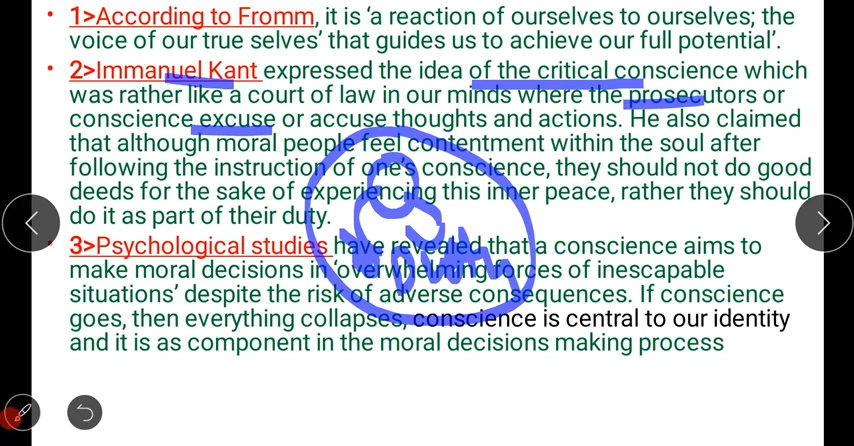 • 1>According to Fromm, it is ‘a reaction of ourselves to ourselves; the
voice of our true selves’ that guides us to achieve our full potential’.
• 2>Immanuel Kant expressed the idea of the critical conscience which
was rather like a court of law in our minds where the prosecutors or
conscience excuse or accuse thoughts and actions. He also claimed
that although moral people feel contentment within the soul after
following the instruction of one’s conscience, they should not do good
deeds for the sake of experiencing this inner peace, rather they should
do it as part of their duty.
• 3>Psychological studies have revealed that a conscience aims to
make moral decisions in ‘overwhelming forces of inescapable
situations’ despite the risk of adverse consequences. If conscience
goes, then everything collapses, conscience is central to our identity
and it is as component in the moral decisions making process